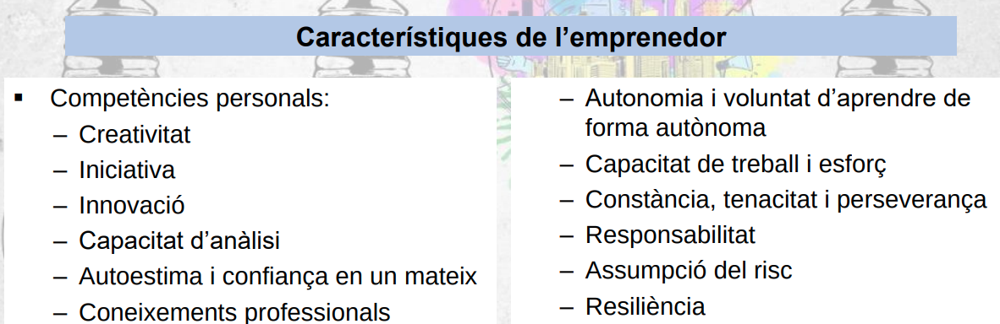 Característiques de l’emprenedor
▪ Competències personals:
– Creativitat
– Iniciativa
– Innovació
– Capacitat d’anàlisi
– Autoestima i confiança en un mateix
– Coneixements professionals
– Autonomia i voluntat d’aprendre de
forma autònoma
– Capacitat de treball i esforç
– Constància, tenacitat i perseverança
– Responsabilitat
– Assumpció del risc
– Resiliència